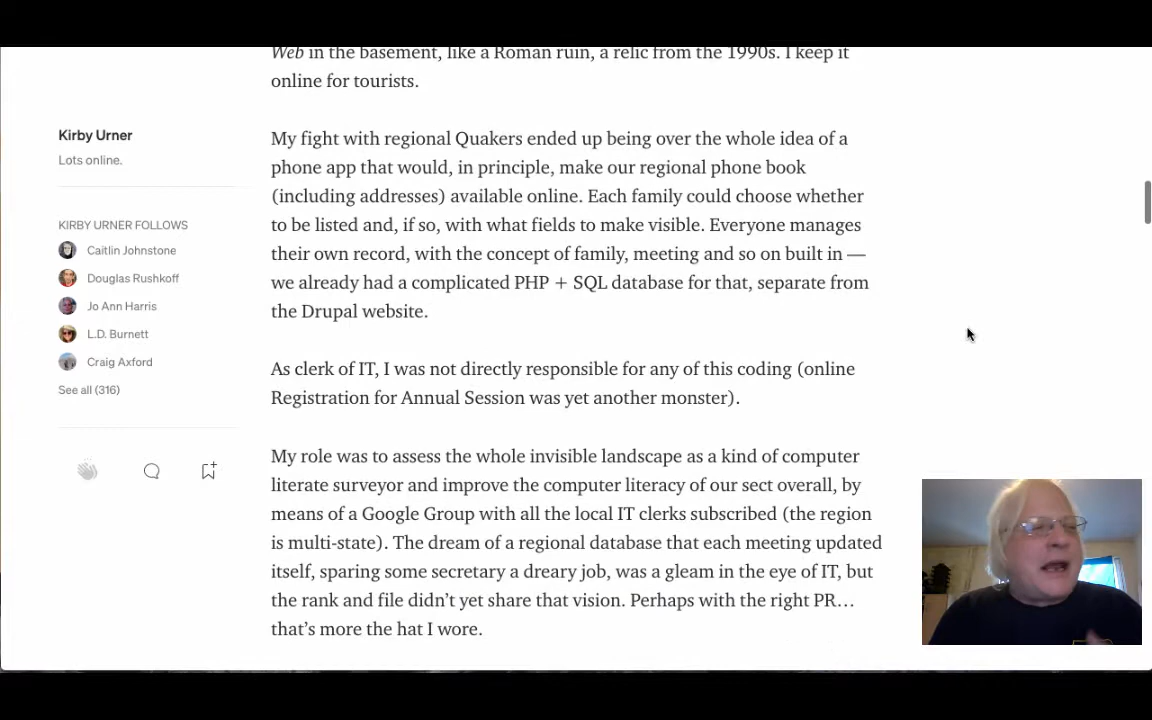 Web in the basement, like a Roman ruin, a relic from the 1990s. I keep it
online for tourists.
Kirby Urner
Lots online.
KIRBY URNER FOLLOWS
Caitlin Johnstone
Douglas Rushkoff
Jo Ann Harris
L.D. Burnett
Craig Axford
See all (316)
My fight with regional Quakers ended up being over the whole idea of a
phone app that would, in principle, make our regional phone book
(including addresses) available online. Each family could choose whether
to be listed and, if so, with what fields to make visible. Everyone manages
their own record, with the concept of family, meeting and so on built in —
we already had a complicated PHP + SQL database for that, separate from
the Drupal website.
As clerk of IT, I was not directly responsible for any of this coding (online
Registration for Annual Session was yet another monster).
My role was to assess the whole invisible landscape as a kind of computer
literate surveyor and improve the computer literacy of our sect overall, by
means of a Google Group with all the local IT clerks subscribed (the region
is multi-state). The dream of a regional database that each meeting updated
itself, sparing some secretary a dreary job, was a gleam in the eye of IT, but
the rank and file didn’t yet share that vision. Perhaps with the right PR…
that’s more the hat I wore.